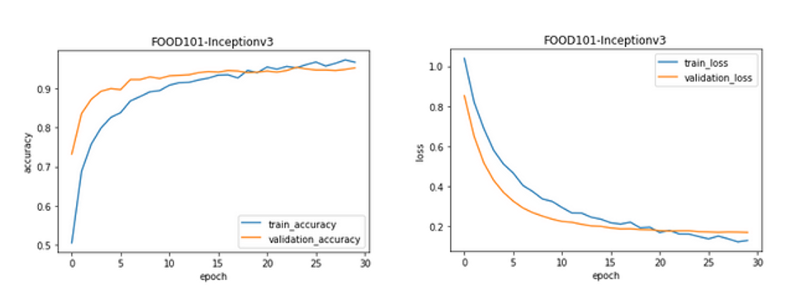 FOOD101-Inceptionv3
accuracy
0.9
0.8
0.7
0.6
0.5
train_accuracy
validation_accuracy
0 5 10 15 20 25 30
epoch
FOOD101-Inceptionv3
loss
1.0
0.8
0.6
0.4
0.2
train_loss
validation_loss
0 5 10 15 20 25 30
epoch